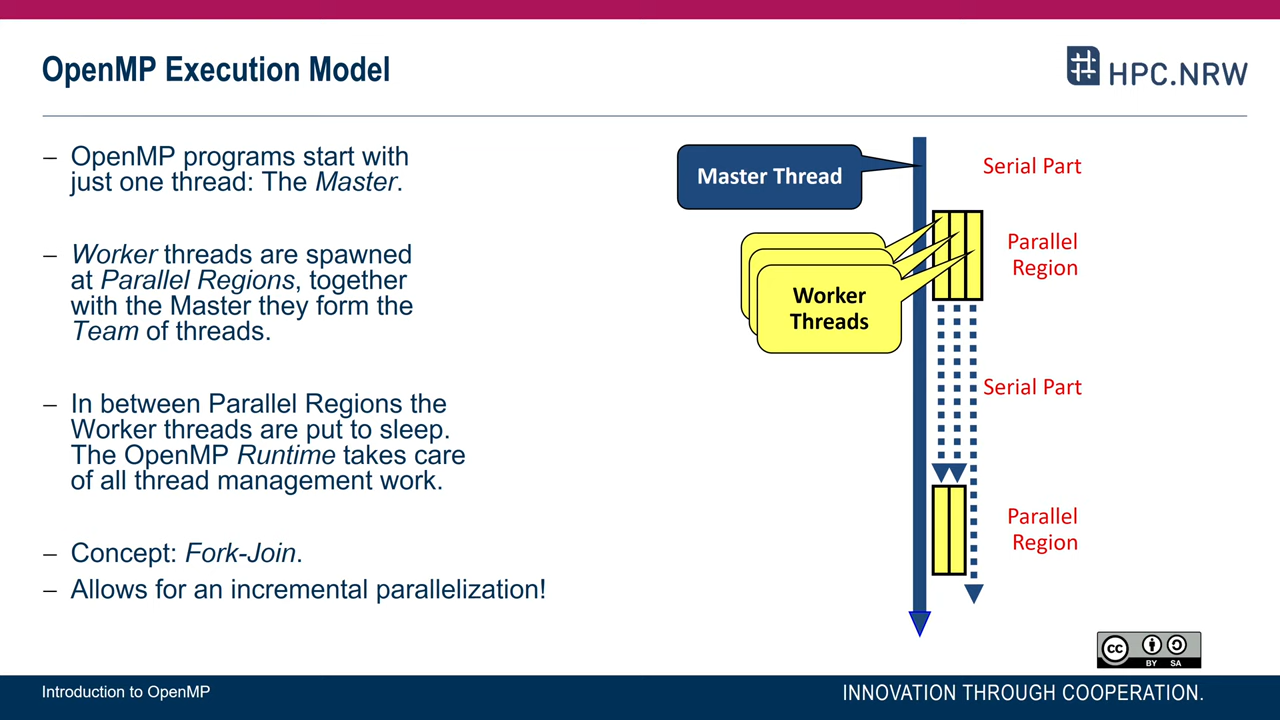 OpenMP Execution Model
HPC.NRW
– OpenMP programs start with
just one thread: The Master.
– Worker threads are spawned
at Parallel Regions, together
with the Master they form the
Team of threads.
– In between Parallel Regions the
Worker threads are put to sleep.
The OpenMP Runtime takes care
of all thread management work.
– Concept: Fork-Join.
– Allows for an incremental parallelization!
Master Thread
Serial Part
Parallel
Region
Worker
Threads
Serial Part
Parallel
Region
cc
BY SA
Introduction to OpenMP
INNOVATION THROUGH COOPERATION.